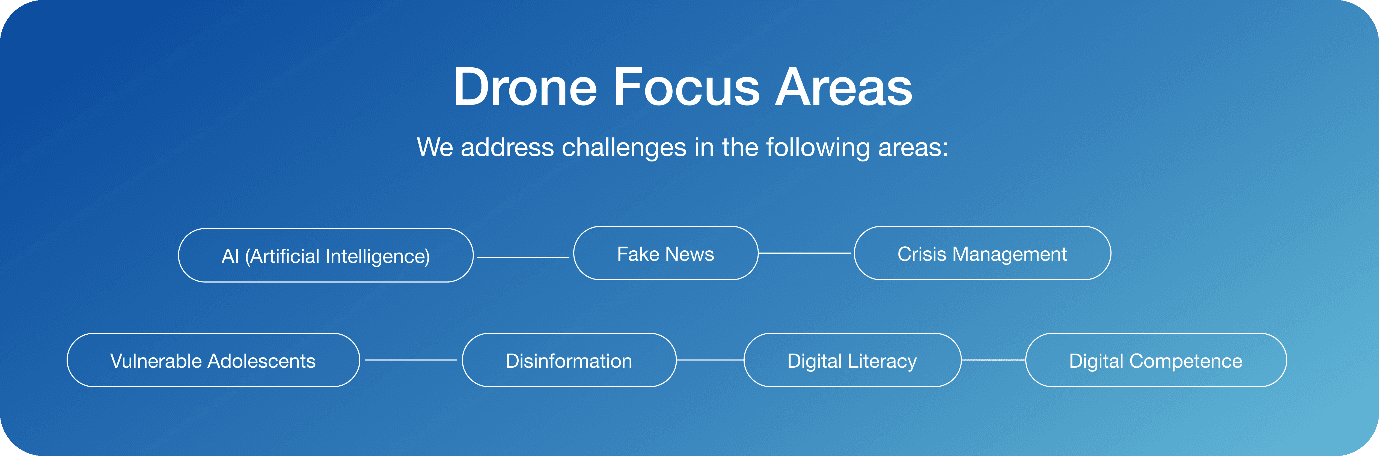 Drone Focus Areas
We address challenges in the following areas:
AI (Artificial Intelligence)
Fake News
Crisis Management
Vulnerable Adolescents
Disinformation
Digital Literacy
Digital Competence